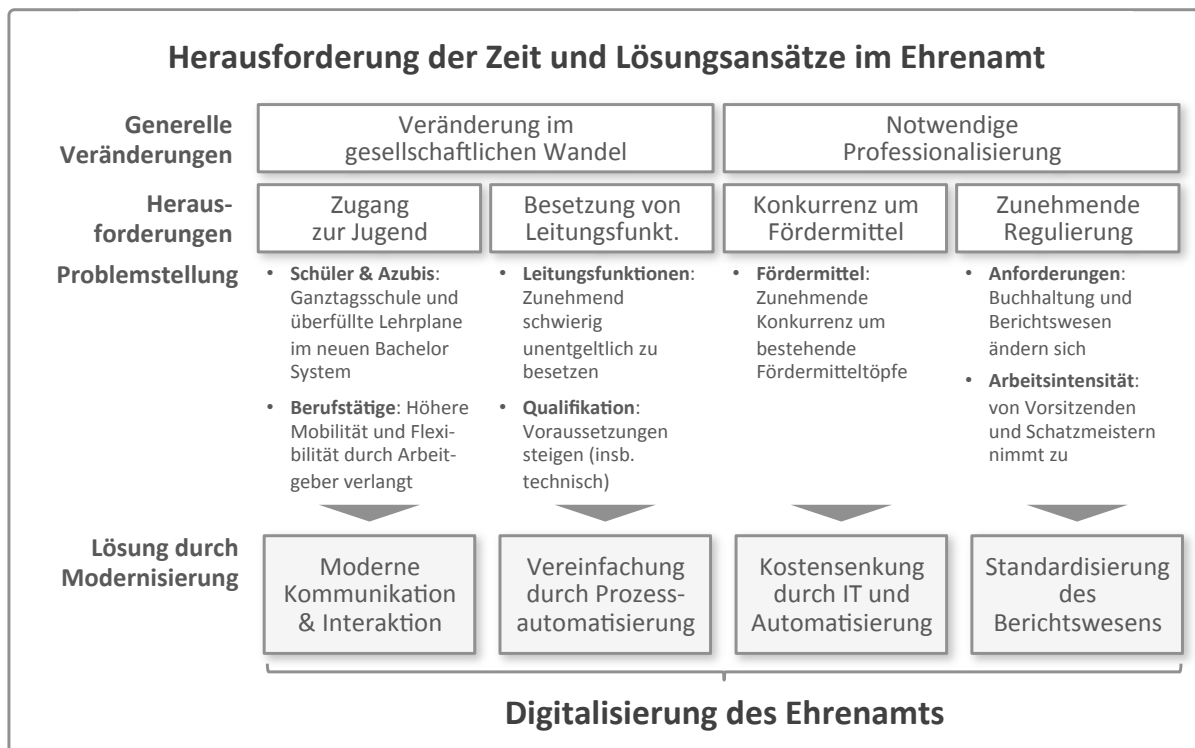 Herausforderung der Zeit und Lösungsansätze im Ehrenamt
Generelle
Veränderungen
Veränderung im
gesellschaftlichen Wandel
Notwendige
Professionalisierung
Heraus-
forderungen
Zugang
zur Jugend
Besetzung von
Leitungsfunkt.
Konkurrenz um
Fördermittel
Zunehmende
Regulierung
Problemstellung
• Schüler & Azubis:
Ganztagsschule und
überfüllte Lehrplane
im neuen Bachelor
System
• Berufstätige: Höhere
Mobilität und Flexi-
bilität durch Arbeit-
geber verlangt
• Leitungsfunktionen:
Zunehmend
schwierig
unentgeltlich zu
besetzen
• Qualifikation:
Voraussetzungen
steigen (insb.
technisch)
• Fördermittel:
Zunehmende
Konkurrenz um
bestehende
Fördermitteltöpfe
• Anforderungen:
Buchhaltung und
Berichtswesen
ändern sich
• Arbeitsintensität:
von Vorsitzenden
und Schatzmeistern
nimmt zu
Lösung durch
Modernisierung
Moderne
Kommunikation
& Interaktion
Vereinfachung
durch Prozess-
automatisierung
Kostensenkung
durch IT und
Automatisierung
Standardisierung
des
Berichtswesens
Digitalisierung des Ehrenamts